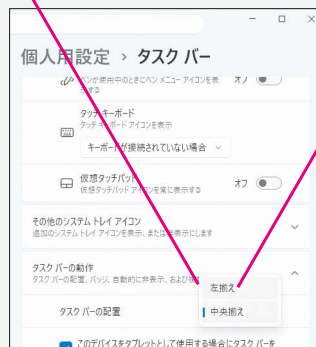 個人用設定 › タスク バー
ペンが使用中のときにペン メニュー アイコンを表示する
オフ
タッチ キーボード
タッチ キーボード アイコンを表示
キーボードが接続されていない場合
仮想タッチパッド
仮想タッチパッド アイコンを常に表示する
オフ
その他のシステム トレイ アイコン
追加のシステム トレイ アイコンを表示、または非表示にします
タスク バーの動作
タスク バーの配置、バッジ、自動的に非表示、および
左揃え
タスク バーの配置
中央揃え
このデバイスをタブレットとして使用する場合にタスク バーを